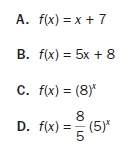 A. f(x) = x + 7
B. f(x) = 5x + 8
C. f(x) = (8)ˣ
D. f(x) = 8/5 (5)ˣ